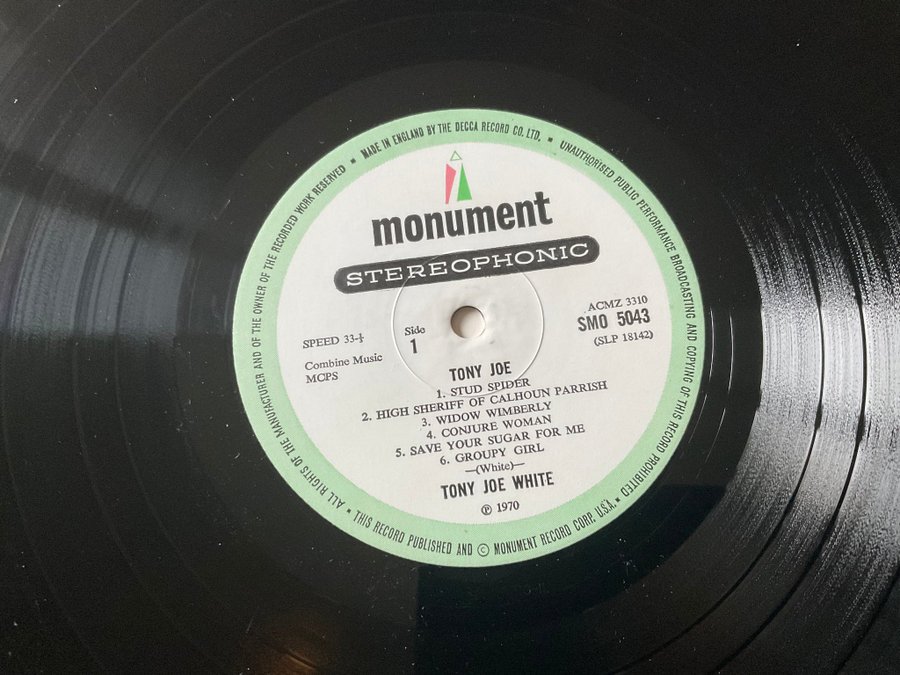 MADE IN ENGLAND BY THE DECCA RECORD CO. LTD. ▪ UNAUTHORISED PUBLIC PERFORMANCE BROADCASTING AND COPYING OF THIS RECORD PROHIBITED ▪
THIS RECORD PUBLISHED AND © MONUMENT RECORD CORP. U.S.A. ▪
ALL RIGHTS OF THE MANUFACTURER AND OF THE OWNER OF THE RECORDED WORK RESERVED ▪
monument
STEREOPHONIC
ACMZ 3310
SPEED 33-⅓ Side SMO 5043
1 (SLP 18142)
Combine Music
MCPS
TONY JOE
1. STUD SPIDER
2. HIGH SHERIFF OF CALHOUN PARRISH
3. WIDOW WIMBERLY
4. CONJURE WOMAN
5. SAVE YOUR SUGAR FOR ME
6. GROUPY GIRL
—(White)—
TONY JOE WHITE
℗ 1970